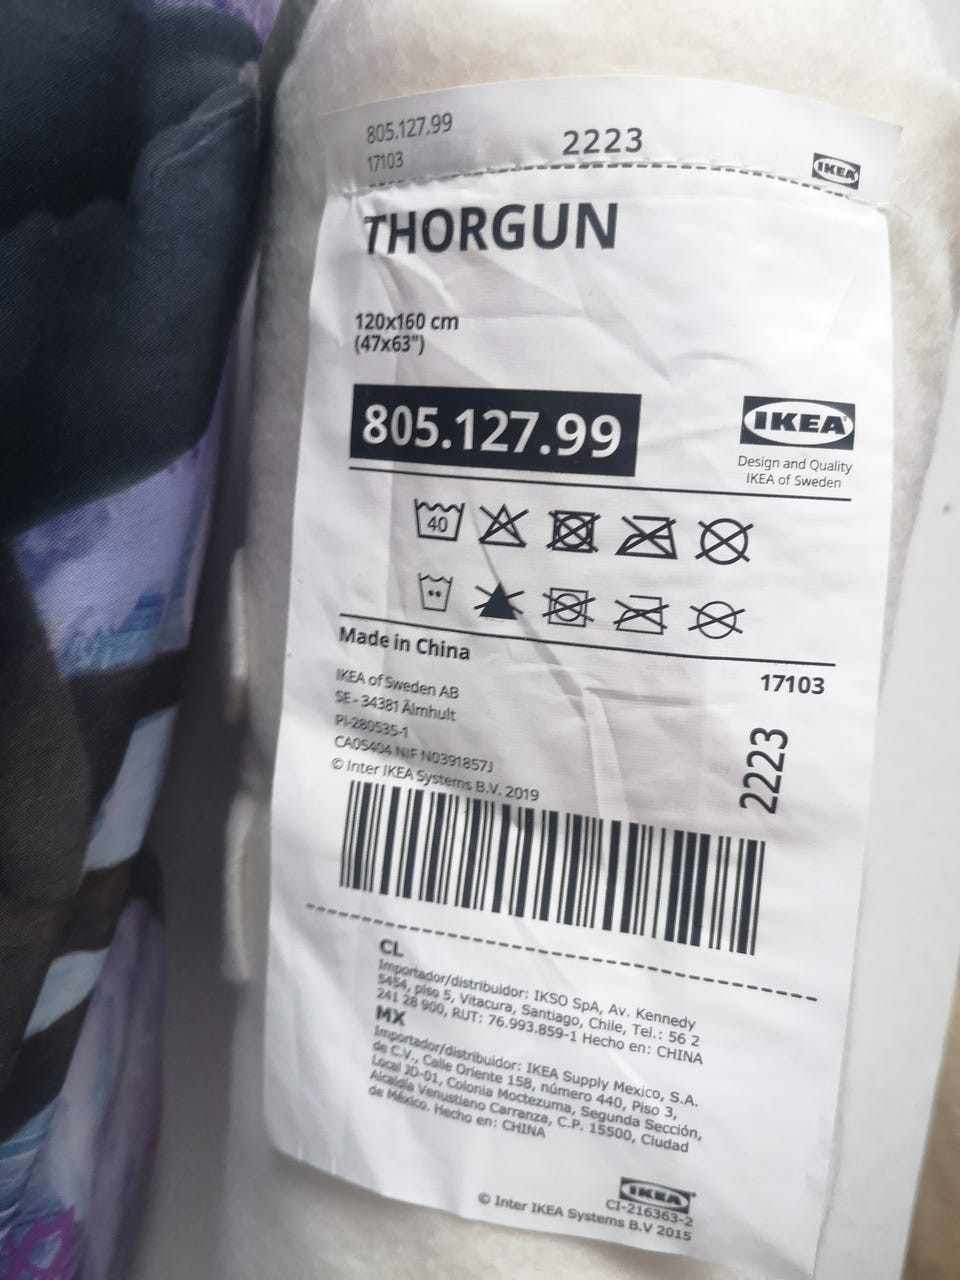 805.127.99
17103
2223
IKEA
THORGUN
120x160 cm
(47x63")
805.127.99
IKEA
Design and Quality
IKEA of Sweden
40
Made in China
17103
IKEA of Sweden AB
SE - 34381 Älmhult
PI-280535-1
CA05404 NIF N0391857J
© Inter IKEA Systems B.V. 2019
2223
CL
Importador/distribuidor: IKSO SpA, Av. Kennedy
5454, piso 5, Vitacura, Santiago, Chile, Tel.: 56 2
241 28 900, RUT: 76.993.859-1 Hecho en: CHINA
MX
Importador/distribuidor: IKEA Supply Mexico, S.A.
de C.V., Calle Oriente 158, número 440, Piso 3,
Local JD-01, Colonia Moctezuma, Segunda Sección,
Alcaldía Venustiano Carranza, C.P. 15500, Ciudad
de México. Hecho en: CHINA
IKEA
CI-216363-2
© Inter IKEA Systems B.V 2015